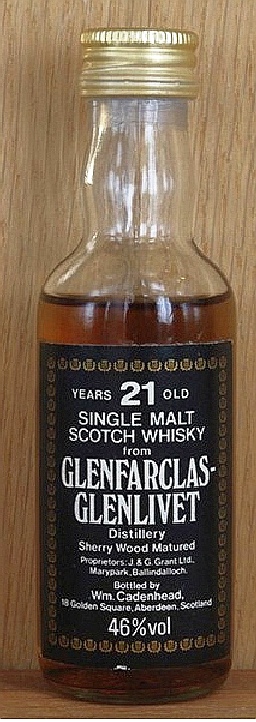 YEARS 21 OLD
SINGLE MALT
SCOTCH WHISKY
from
GLENFARCLAS-
GLENLIVET
Distillery
Sherry Wood Matured
Proprietors: J & G. Grant Ltd.
Marypark, Ballindalloch.
Bottled by
Wm. Cadenhead,
18 Golden Square, Aberdeen, Scotland
46%vol